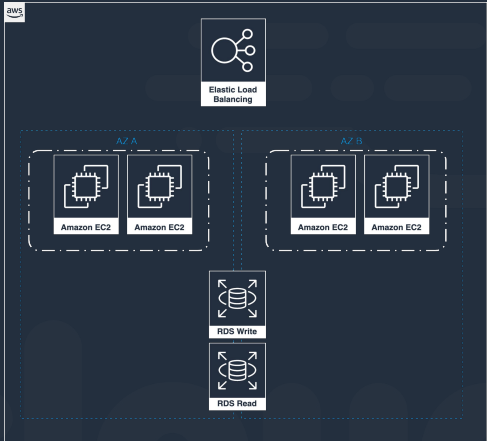 aws
Elastic Load
Balancing
AZ A
AZ B
Amazon EC2
Amazon EC2
Amazon EC2
Amazon EC2
RDS Write
RDS Read